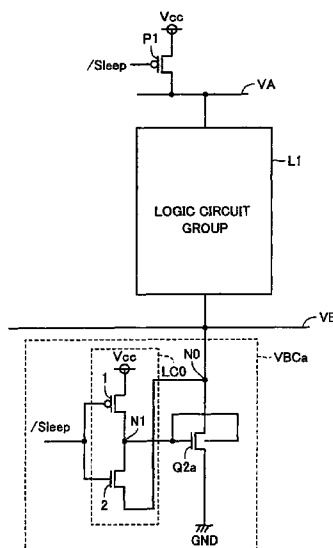 Vcc
P1
/Sleep
VA
L1
LOGIC CIRCUIT
GROUP
VB
N0
VBCa
Vcc
LC0
1
N1
/Sleep
Q2a
2
GND